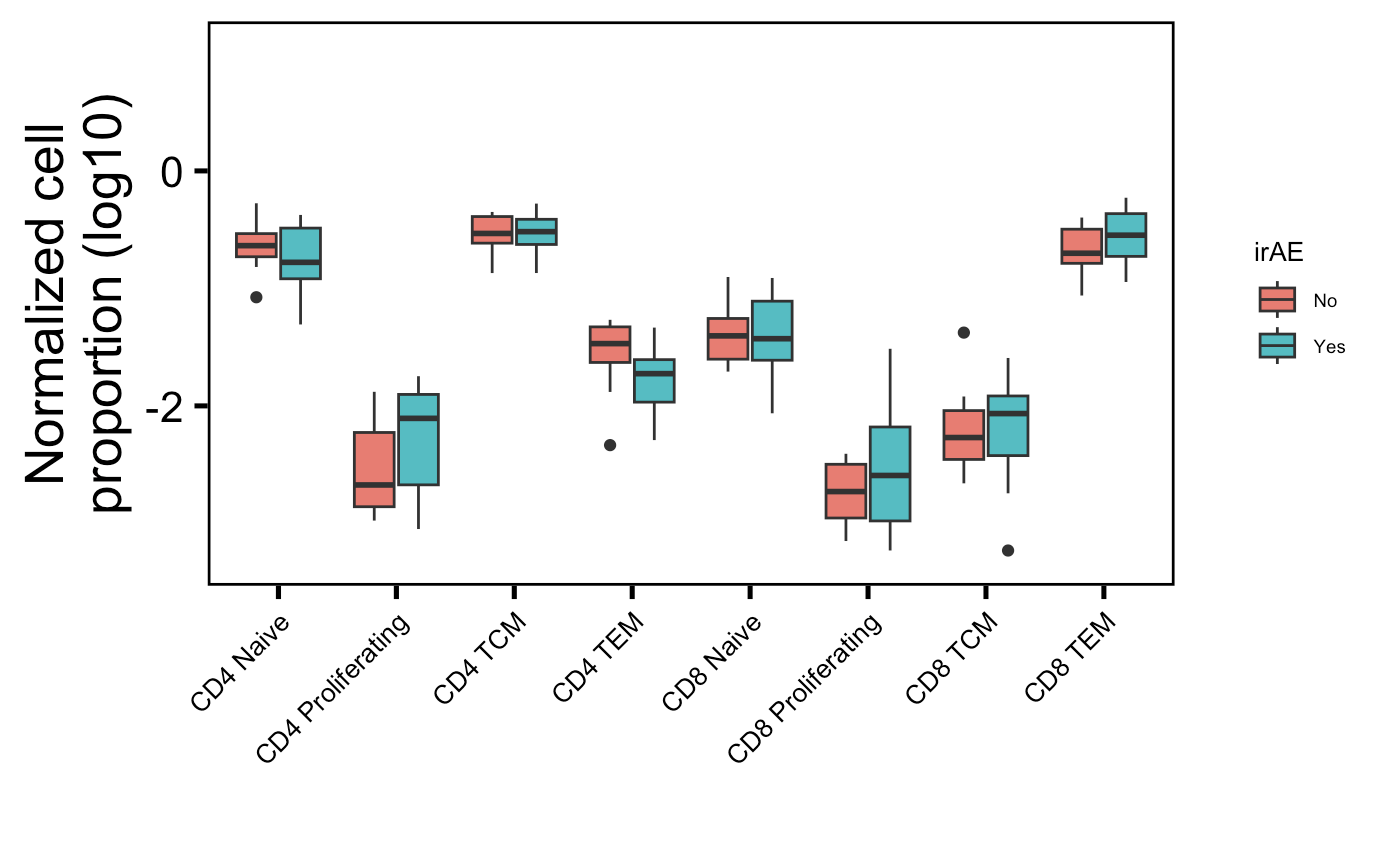 Normalized cell
proportion (log10)
0
-2
CD4 Naive
CD4 Proliferating
CD4 TCM
CD4 TEM
CD8 Naive
CD8 Proliferating
CD8 TCM
CD8 TEM
irAE
No
Yes